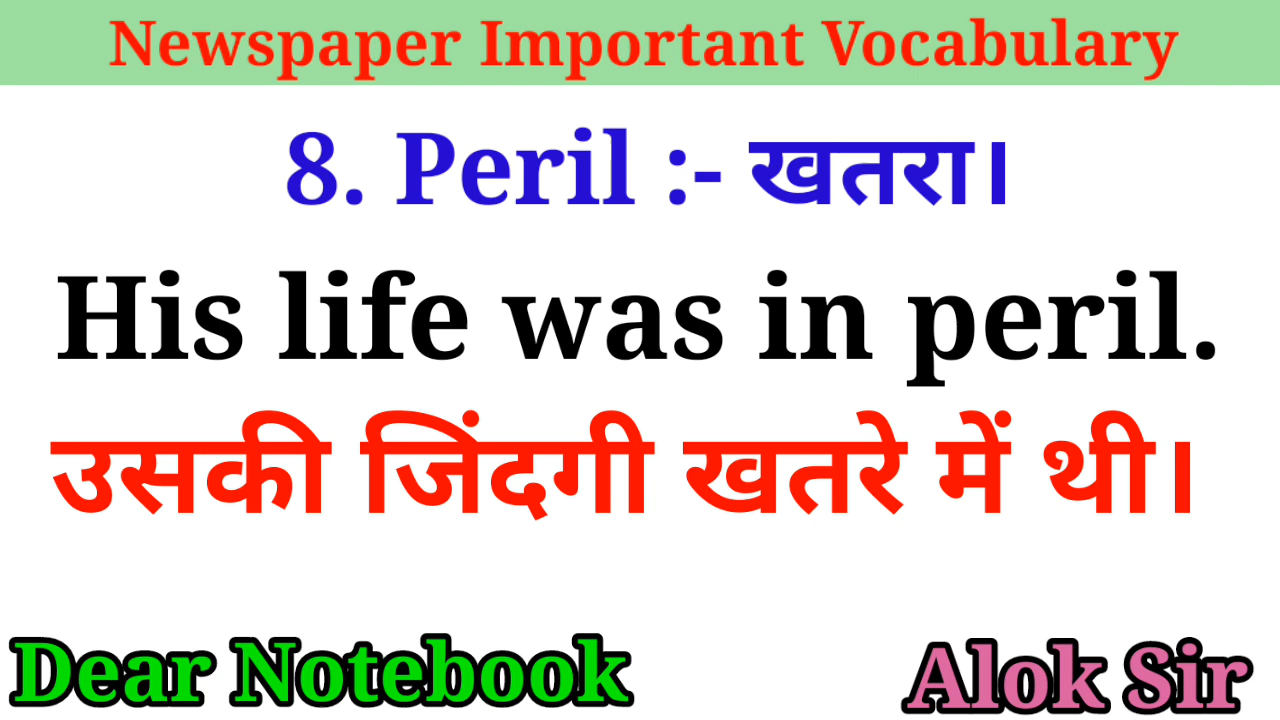 Newspaper Important Vocabulary
8. Peril :- खतरा।
His life was in peril.
उसकी जिंदगी खतरे में थी।
Dear Notebook Alok Sir